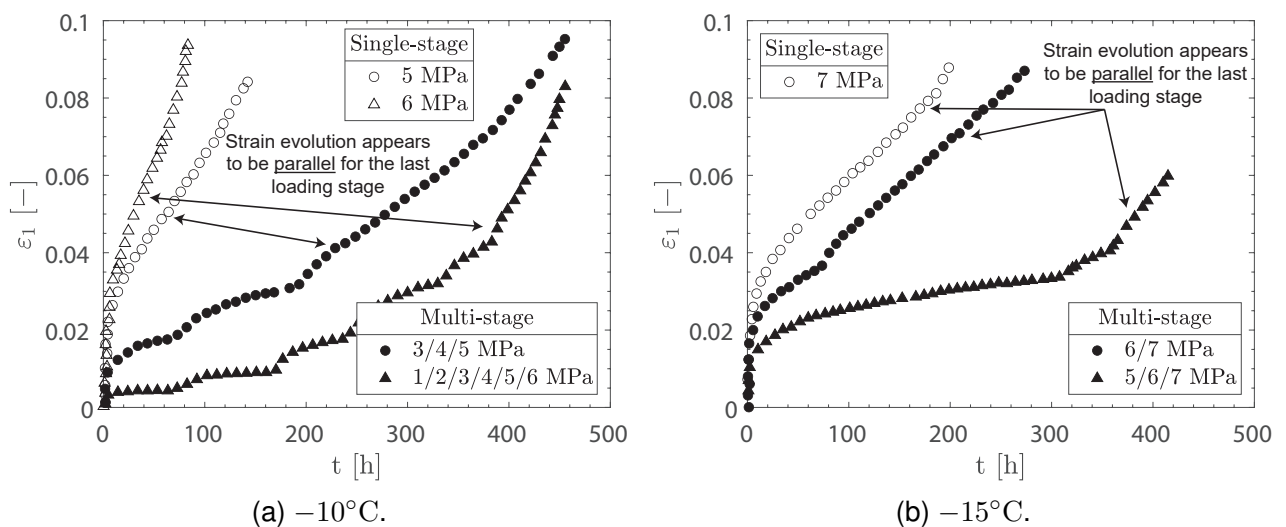 0.1
0.08
0.06
0.04
0.02
0
ε₁ [−]
0 100 200 300 400 500
t [h]
Single-stage
5 MPa
6 MPa
Strain evolution appears
to be parallel for the last
loading stage
Multi-stage
3/4/5 MPa
1/2/3/4/5/6 MPa
(a) −10°C.
0.1
0.08
0.06
0.04
0.02
0
ε₁ [−]
0 100 200 300 400 500
t [h]
Single-stage
7 MPa
Strain evolution appears
to be parallel for the last
loading stage
Multi-stage
6/7 MPa
5/6/7 MPa
(b) −15°C.